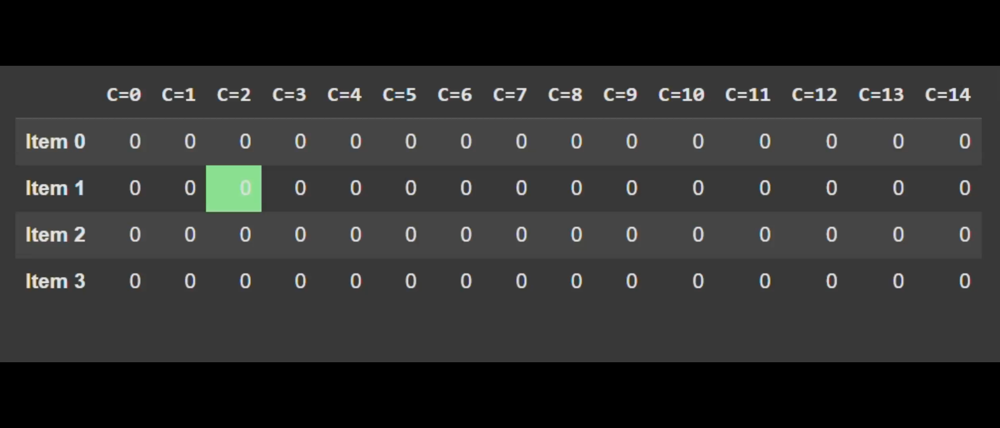 C=0 C=1 C=2 C=3 C=4 C=5 C=6 C=7 C=8 C=9 C=10 C=11 C=12 C=13 C=14
Item 0 0 0 0 0 0 0 0 0 0 0 0 0 0 0 0
Item 1 0 0 0 0 0 0 0 0 0 0 0 0 0 0 0
Item 2 0 0 0 0 0 0 0 0 0 0 0 0 0 0 0
Item 3 0 0 0 0 0 0 0 0 0 0 0 0 0 0 0